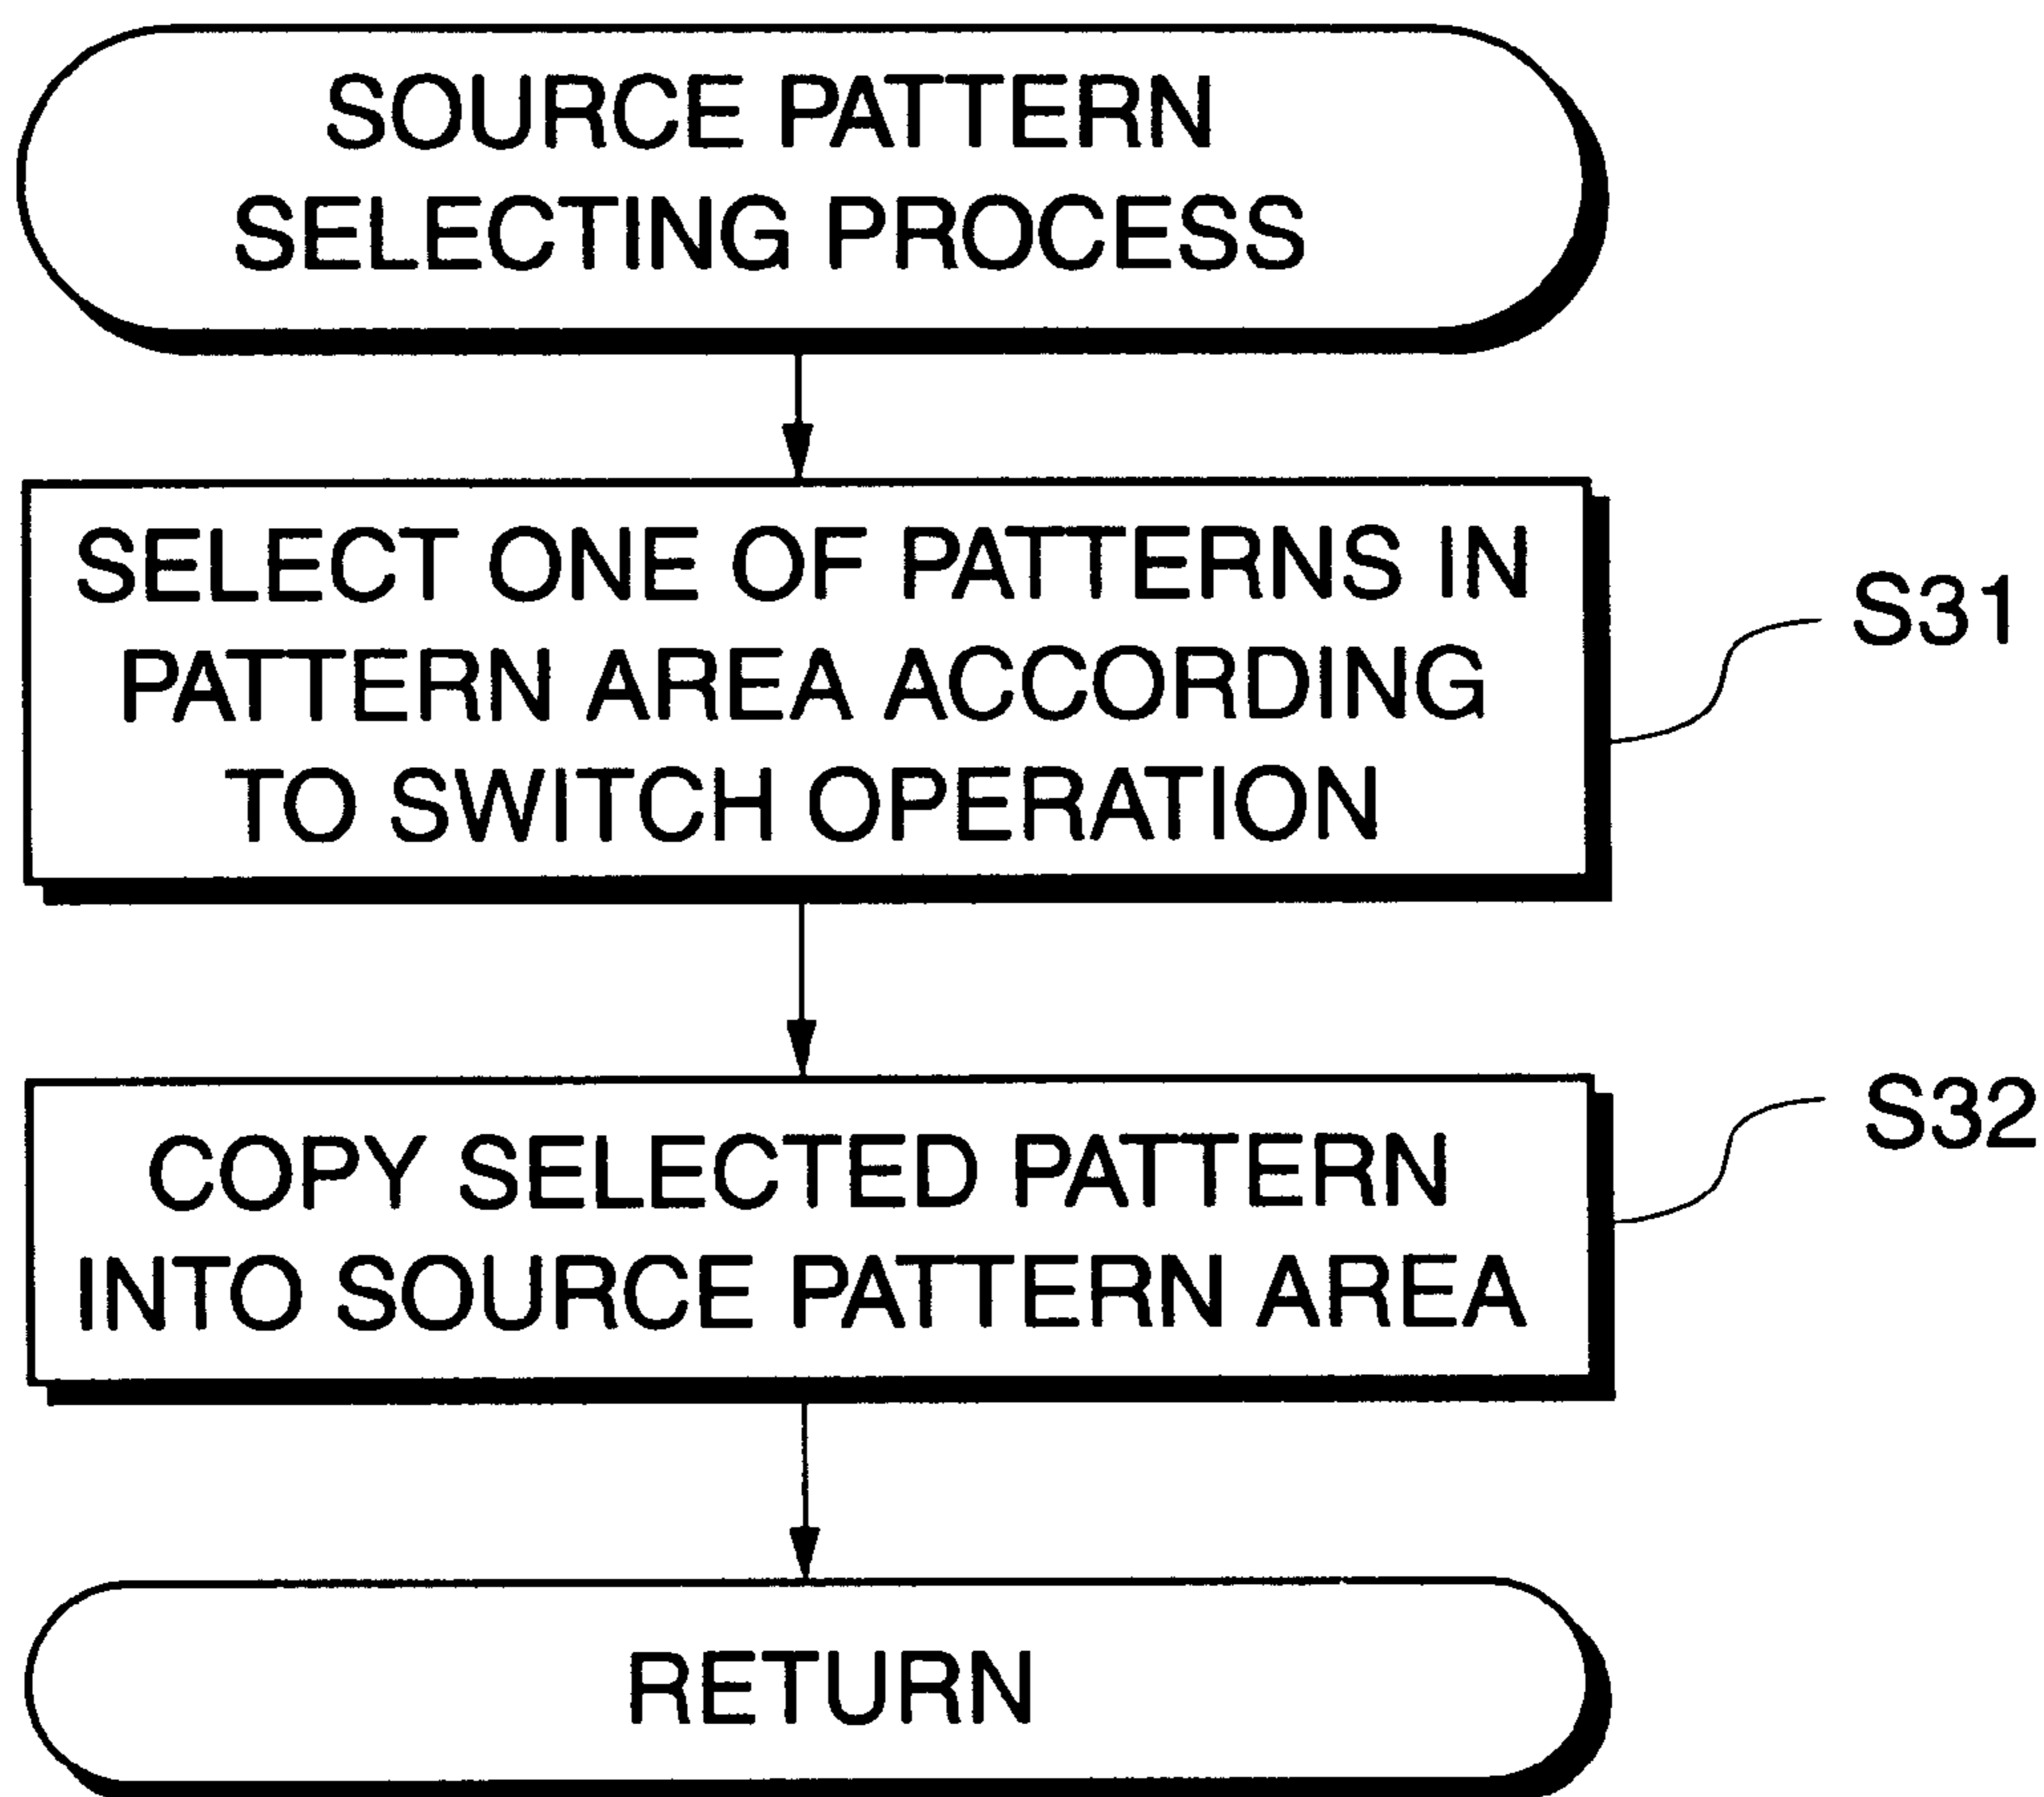 SOURCE PATTERN
SELECTING PROCESS
SELECT ONE OF PATTERNS IN
PATTERN AREA ACCORDING
TO SWITCH OPERATION
S31
COPY SELECTED PATTERN
INTO SOURCE PATTERN AREA
S32
RETURN